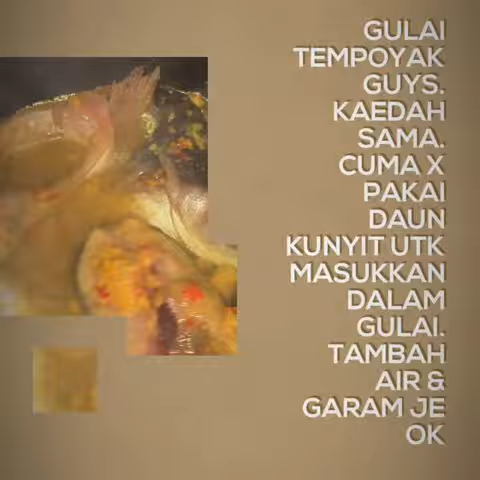 GULAI
TEMPOYAK
GUYS.
KAEDAH
SAMA.
CUMA X
PAKAI
DAUN
KUNYIT UTK
MASUKKAN
DALAM
GULAI.
TAMBAH
AIR &
GARAM JE
OK